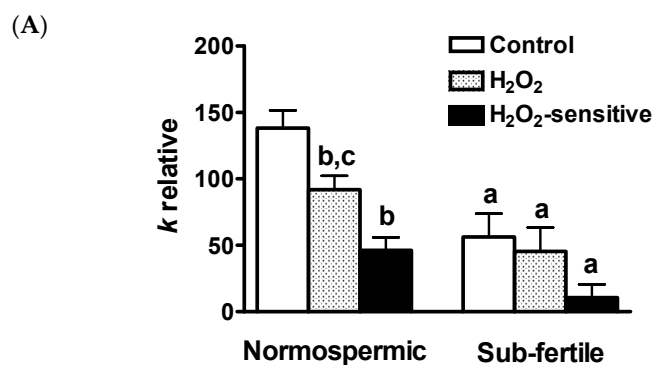 (A)
200
150
100
50
0
k relative
Control
H₂O₂
H₂O₂-sensitive
b,c
b
a
a
a
Normospermic
Sub-fertile